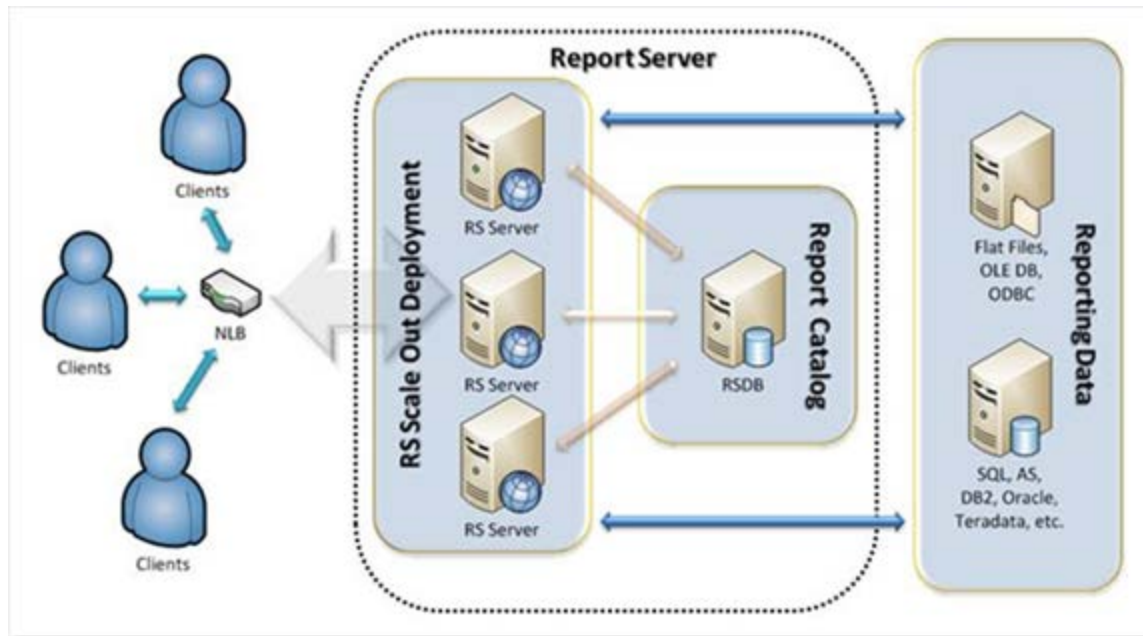 Report Server
Clients
Clients
Clients
NLB
RS Scale Out Deployment
RS Server
RS Server
RS Server
RSDB
Report Catalog
Flat Files,
OLE DB,
ODBC
SQL, AS,
DB2, Oracle,
Teradata, etc.
Reporting Data